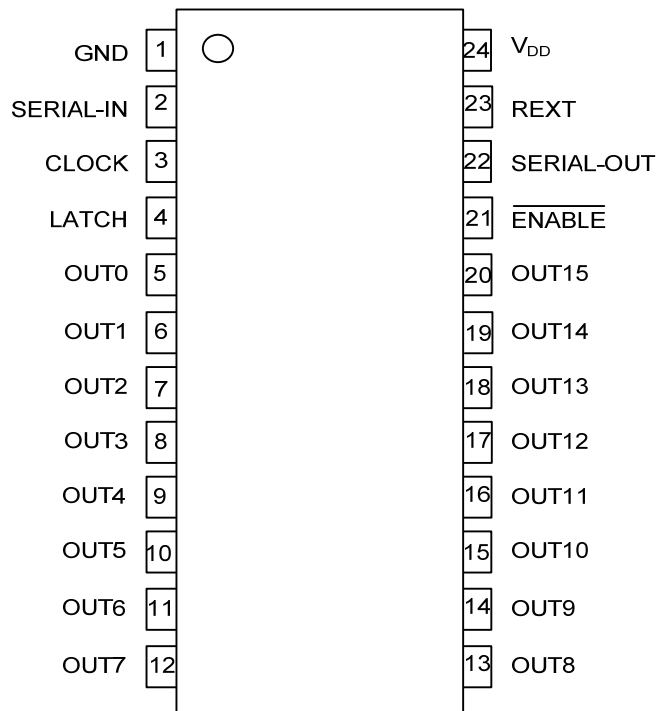 GND 1 24 VDD
SERIAL-IN 2 23 REXT
CLOCK 3 22 SERIAL-OUT
LATCH 4 21 ENABLE
OUT0 5 20 OUT15
OUT1 6 19 OUT14
OUT2 7 18 OUT13
OUT3 8 17 OUT12
OUT4 9 16 OUT11
OUT5 10 15 OUT10
OUT6 11 14 OUT9
OUT7 12 13 OUT8